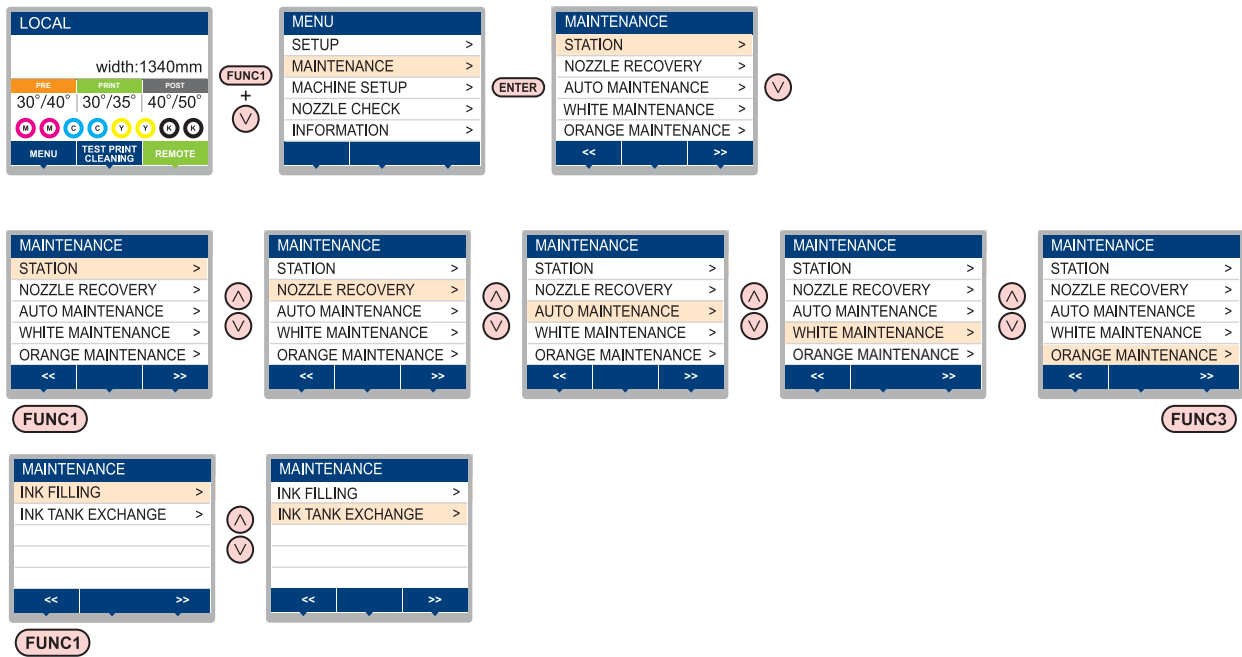 LOCAL
width:1340mm
PRE PRINT POST
30°/40° 30°/35° 40°/50°
M M C C Y Y K K
MENU TEST PRINT CLEANING REMOTE
FUNC1
+
MENU
SETUP >
MAINTENANCE >
MACHINE SETUP >
NOZZLE CHECK >
INFORMATION >
ENTER
MAINTENANCE
STATION >
NOZZLE RECOVERY >
AUTO MAINTENANCE >
WHITE MAINTENANCE >
ORANGE MAINTENANCE >
<< >>
MAINTENANCE
STATION >
NOZZLE RECOVERY >
AUTO MAINTENANCE >
WHITE MAINTENANCE >
ORANGE MAINTENANCE >
<< >>
FUNC1
MAINTENANCE
STATION >
NOZZLE RECOVERY >
AUTO MAINTENANCE >
WHITE MAINTENANCE >
ORANGE MAINTENANCE >
<< >>
MAINTENANCE
STATION >
NOZZLE RECOVERY >
AUTO MAINTENANCE >
WHITE MAINTENANCE >
ORANGE MAINTENANCE >
<< >>
MAINTENANCE
STATION >
NOZZLE RECOVERY >
AUTO MAINTENANCE >
WHITE MAINTENANCE >
ORANGE MAINTENANCE >
<< >>
MAINTENANCE
STATION >
NOZZLE RECOVERY >
AUTO MAINTENANCE >
WHITE MAINTENANCE >
ORANGE MAINTENANCE >
<< >>
FUNC3
MAINTENANCE
INK FILLING >
INK TANK EXCHANGE >
<< >>
FUNC1
MAINTENANCE
INK FILLING >
INK TANK EXCHANGE >
<< >>